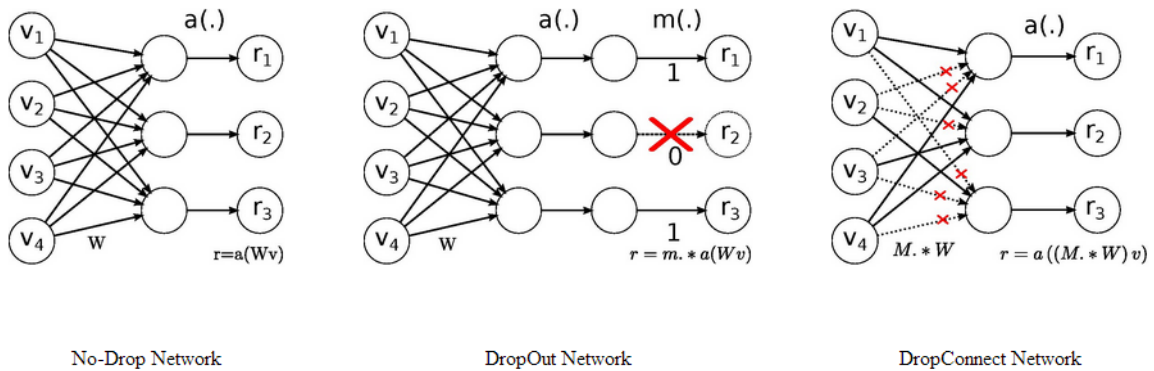 a(.)
v1
v2
v3
v4
r1
r2
r3
W
r=a(Wv)
No-Drop Network
a(.) m(.)
v1
v2
v3
v4
1
0
1
r1
r2
r3
W
r = m. * a(Wv)
DropOut Network
a(.)
v1
v2
v3
v4
r1
r2
r3
M. * W
r = a ((M. * W) v)
DropConnect Network